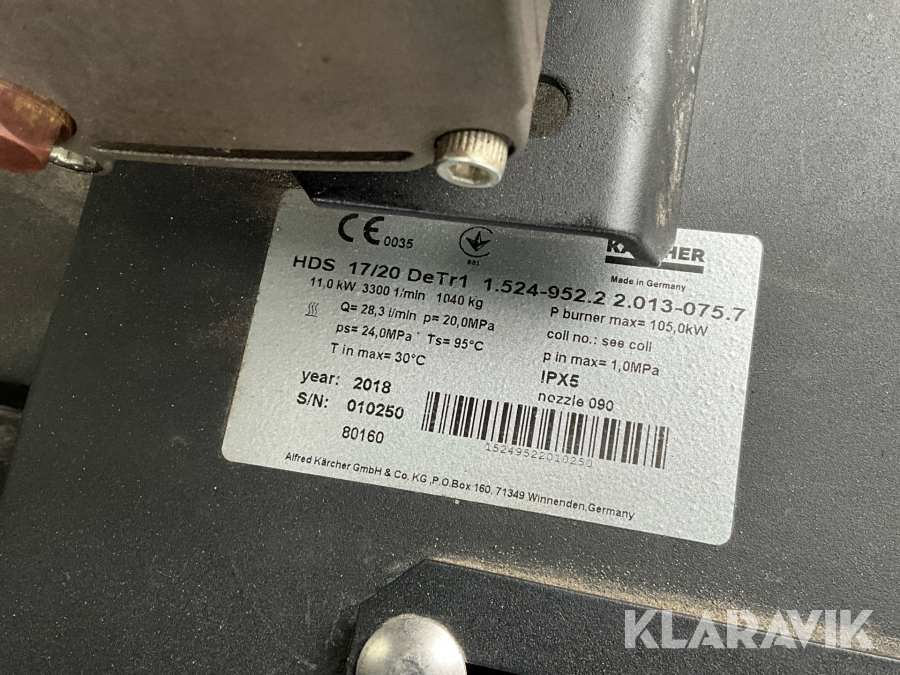 CE 0035
KÄRCHER
Made in Germany
HDS 17/20 DeTr1 1.524-952.2 2.013-075.7
11,0 kW 3300 1/min 1040 kg
P burner max= 105,0kW
Q= 28,3 l/min p= 20,0MPa
coil no.: see coil
ps= 24,0MPa Ts= 95°C
p in max= 1,0MPa
T in max= 30°C
IPX5
nozzle 090
year: 2018
S/N: 010250
80160
15249522010250
Alfred Kärcher GmbH & Co. KG ,P.O.Box 160, 71349 Winnenden,Germany
KLARAVIK